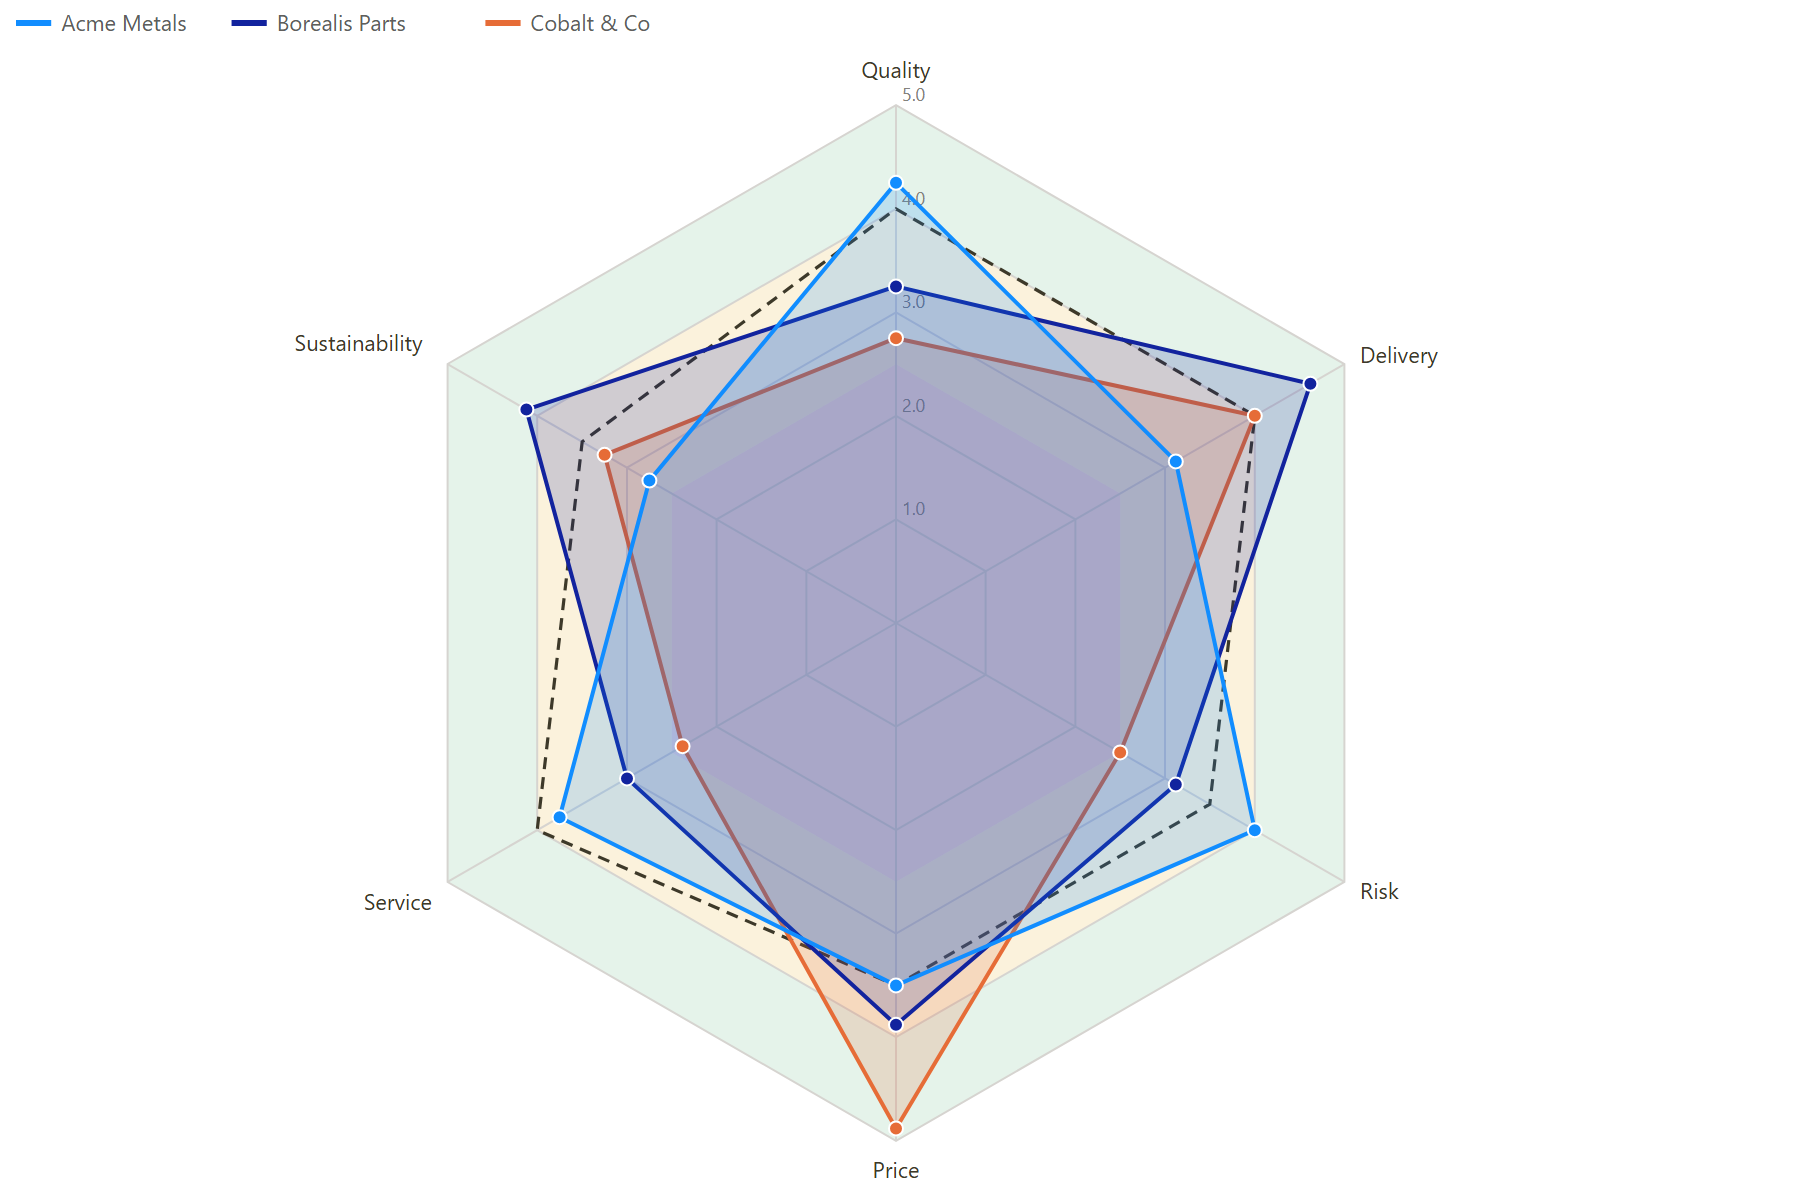 Acme Metals
Borealis Parts
Cobalt & Co
Quality
5.0
4.0
3.0
2.0
1.0
Sustainability
Delivery
Service
Risk
Price